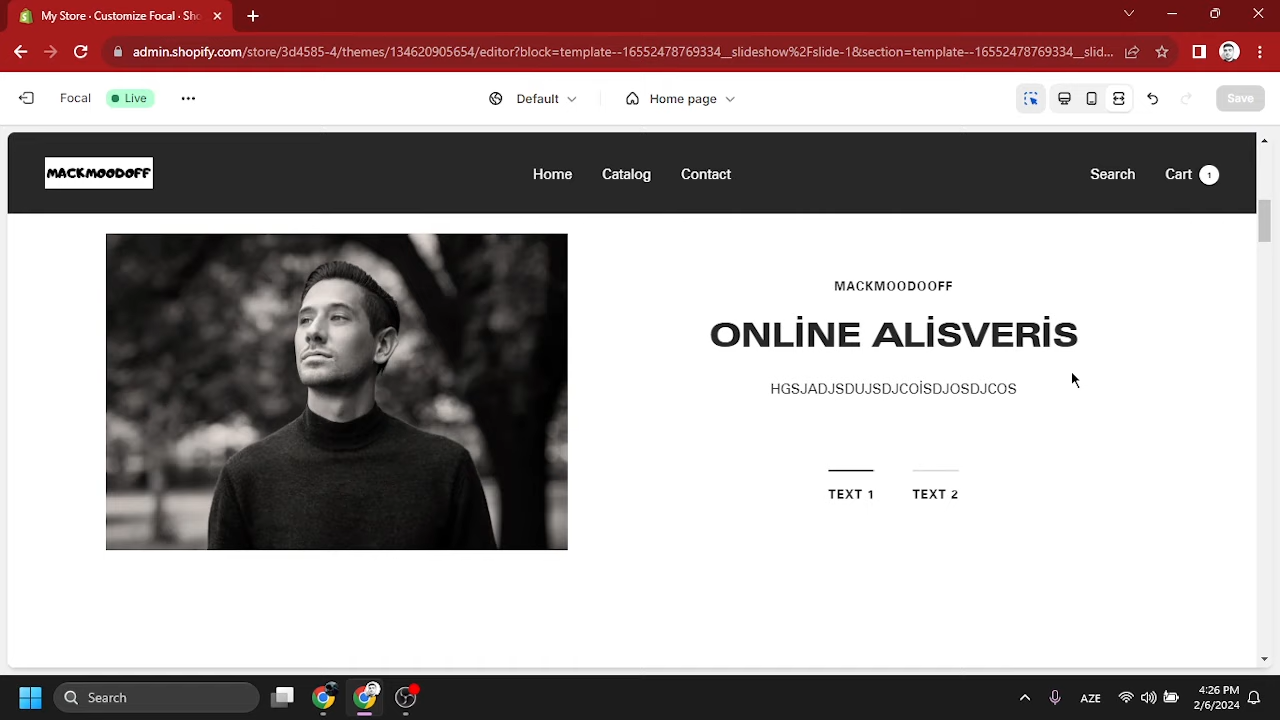 My Store · Customize Focal · Sho
admin.shopify.com/store/3d4585-4/themes/134620905654/editor?block=template--16552478769334__slideshow%2Fslide-1&section=template--16552478769334__slid...
Focal
Live
Default
Home page
Save
MACKMOODOFF
Home
Catalog
Contact
Search
Cart 1
MACKMOODOOFF
ONLİNE ALİSVERİS
HGSJADJSDUJSDJCOİSDJOSDJCOS
TEXT 1
TEXT 2
Search
AZE
4:26 PM
2/6/2024